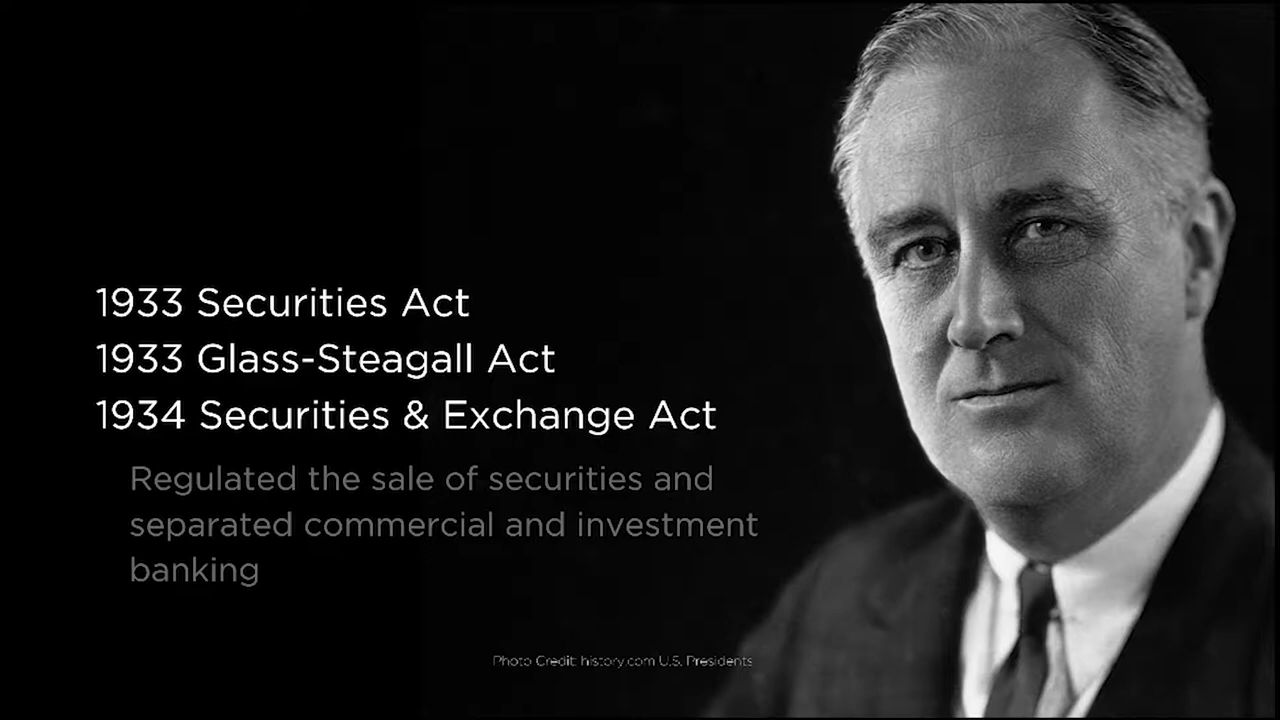 1933 Securities Act
1933 Glass-Steagall Act
1934 Securities & Exchange Act
Regulated the sale of securities and
separated commercial and investment
banking
Photo Credit: history.com U.S. Presidents